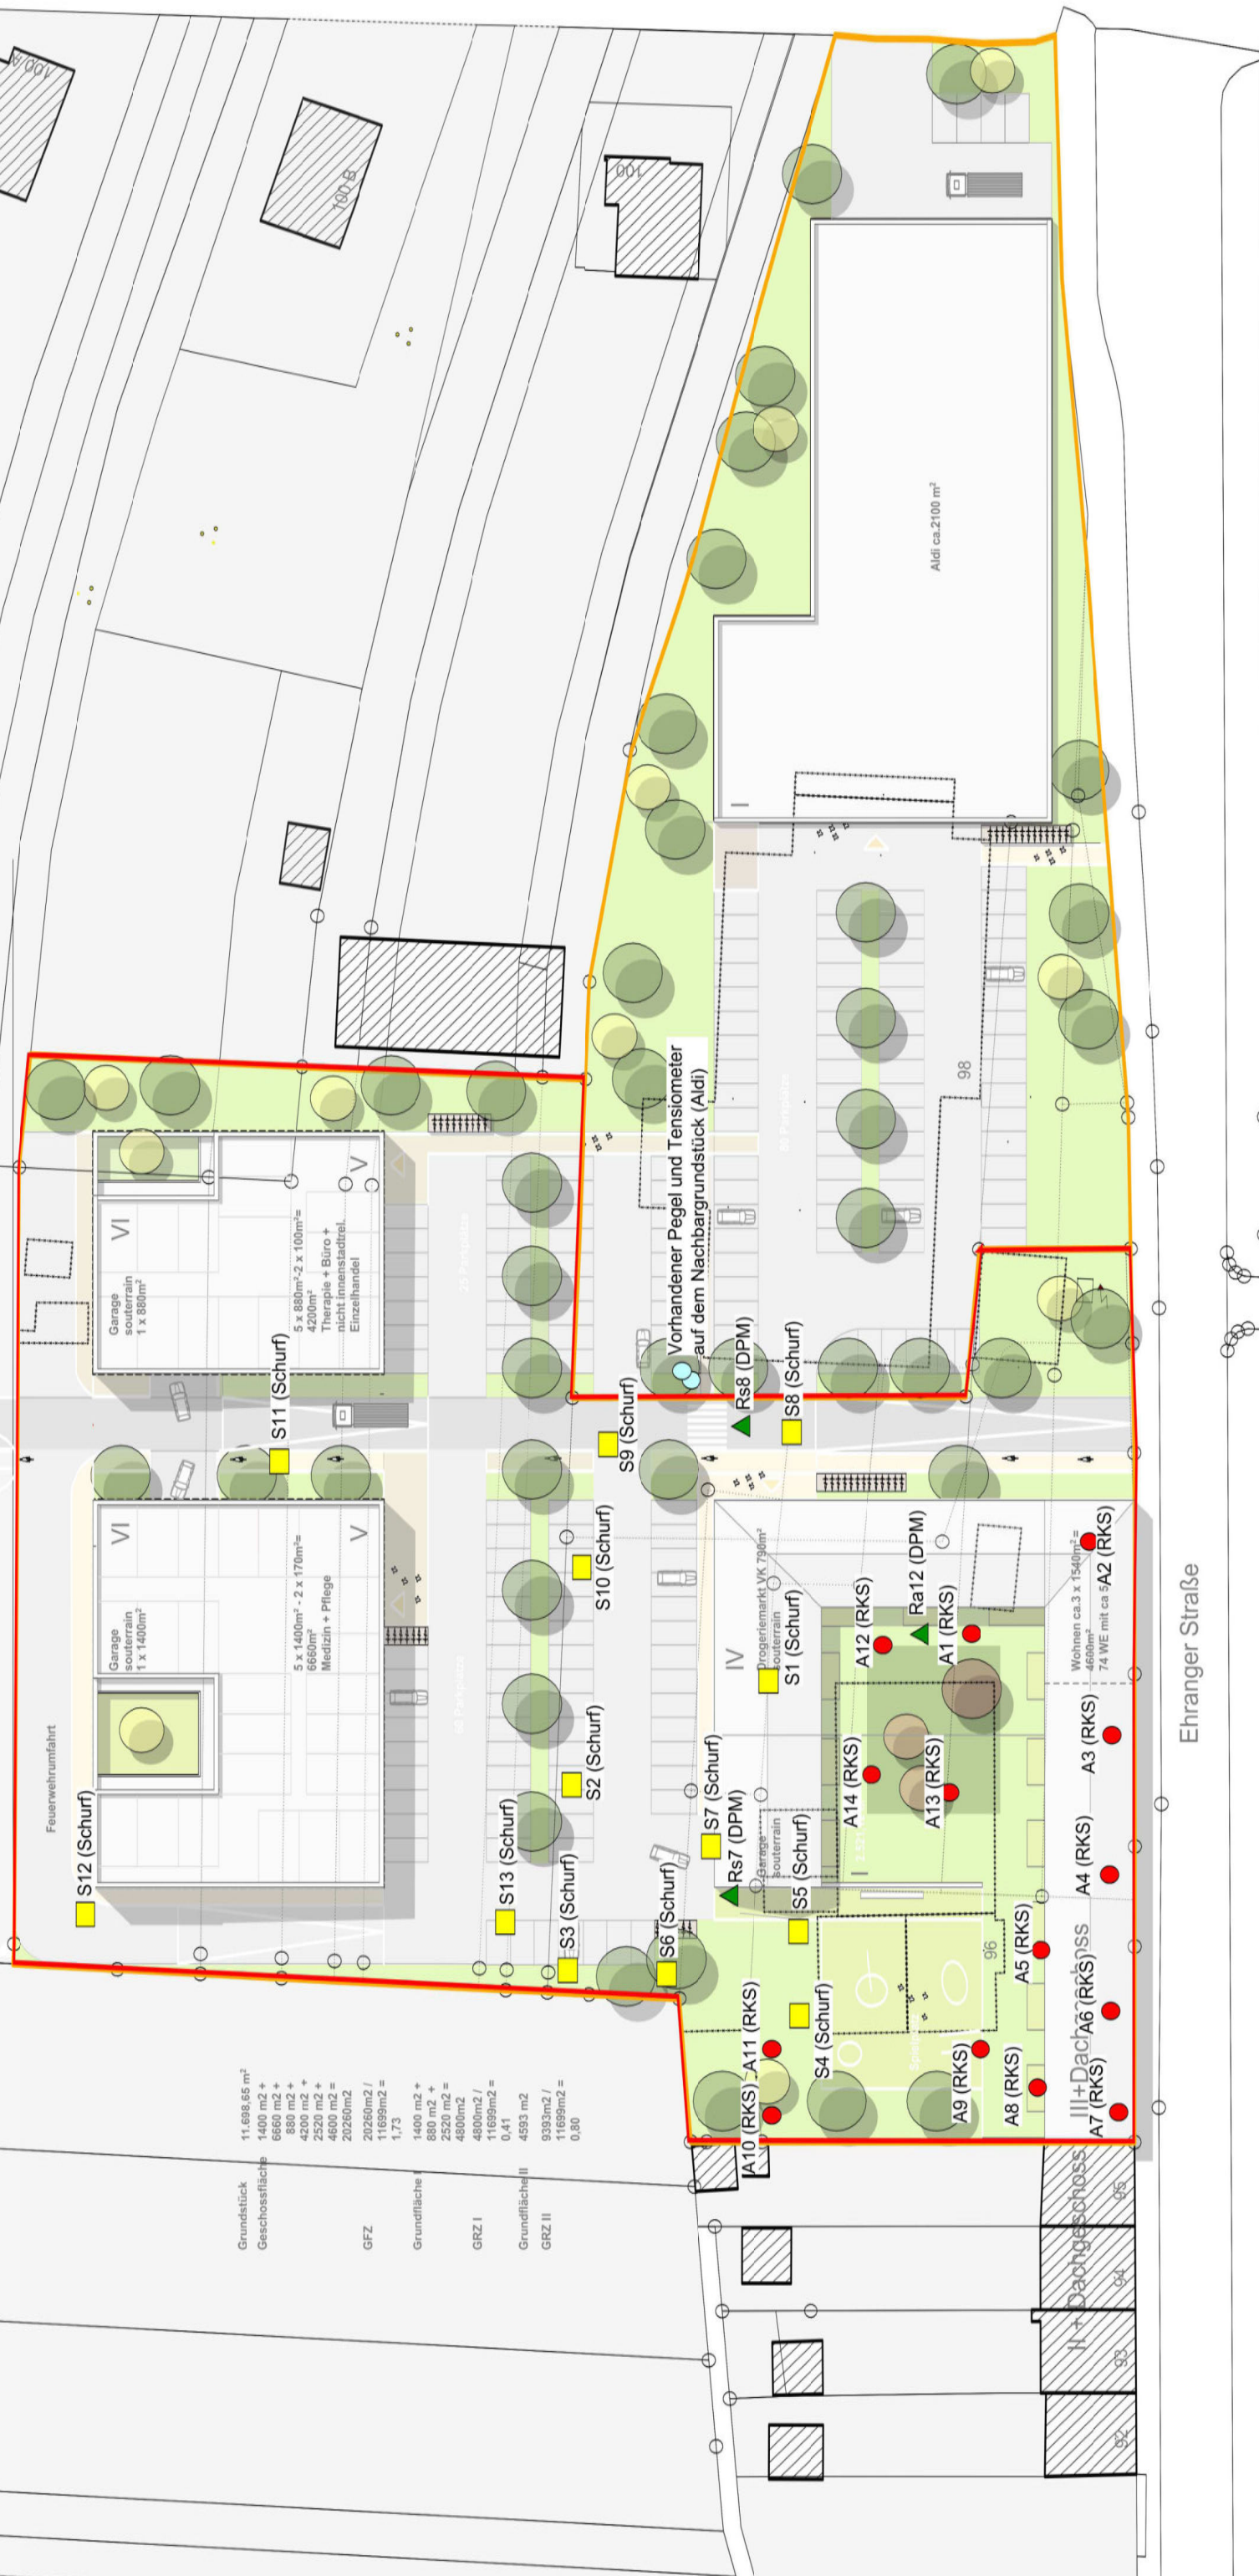 100 A
100 B
100
Aldi ca.2100 m²
I
98
Vorhandener Pegel und Tensiometer
auf dem Nachbargrundstück (Aldi)
VI
Garage
souterrain
1 x 880m²
V
5 x 880m²-2 x 100m²=
4200m²
Therapie + Büro +
nicht innenstadtrel.
Einzelhandel
S11 (Schurf)
S9 (Schurf)
Rs8 (DPM)
S8 (Schurf)
VI
Garage
souterrain
1 x 1400m²
V
5 x 1400m² - 2 x 170m²=
6660m²
Medizin + Pflege
Feuerwehrumfahrt
S12 (Schurf)
60 Parkplätze
S10 (Schurf)
S2 (Schurf)
S13 (Schurf)
S3 (Schurf)
S6 (Schurf)
IV
Drogeriemarkt VK 790m²
souterrain
S1 (Schurf)
S7 (Schurf)
Rs7 (DPM)
Garage
souterrain
S5 (Schurf)
S4 (Schurf)
A12 (RKS)
Ra12 (DPM)
A1 (RKS)
A2 (RKS)
Wohnen ca.3 x 1540m² =
4600m²
74 WE mit ca 5
A14 (RKS)
A13 (RKS)
A3 (RKS)
A4 (RKS)
A5 (RKS)
A6 (RKS)
A7 (RKS)
A8 (RKS)
A9 (RKS)
A10 (RKS)
A11 (RKS)
I
96
III+Dachgeschoss
II + Dachgeschoss
95
94
93
92
Ehranger Straße
Grundstück 11.698,65 m²
Geschossfläche 1400 m2 +
6660 m2 +
880 m2 +
4200 m2 +
2520 m2 +
4600 m2 =
20260m2
GFZ 20260m2 /
11699m2 =
1,73
Grundfläche I 1400 m2 +
880 m2 +
2520 m2 =
4800m2
GRZ I 4800m2 /
11699m2 =
0,41
Grundfläche II 4593 m2
GRZ II 9393m2 /
11699m2 =
0,80